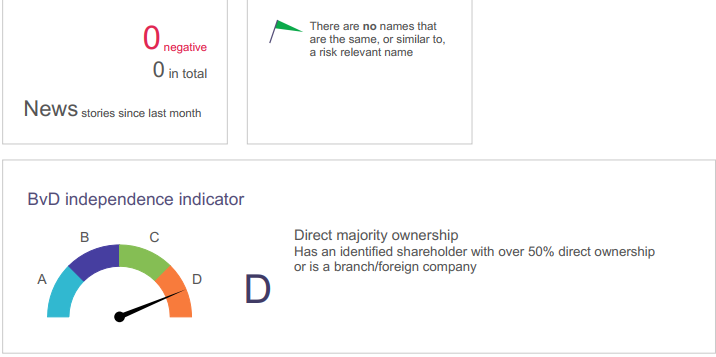 0 negative
0 in total
News stories since last month
There are no names that
are the same, or similar to,
a risk relevant name
BvD independence indicator
A
B
C
D
D
Direct majority ownership
Has an identified shareholder with over 50% direct ownership
or is a branch/foreign company